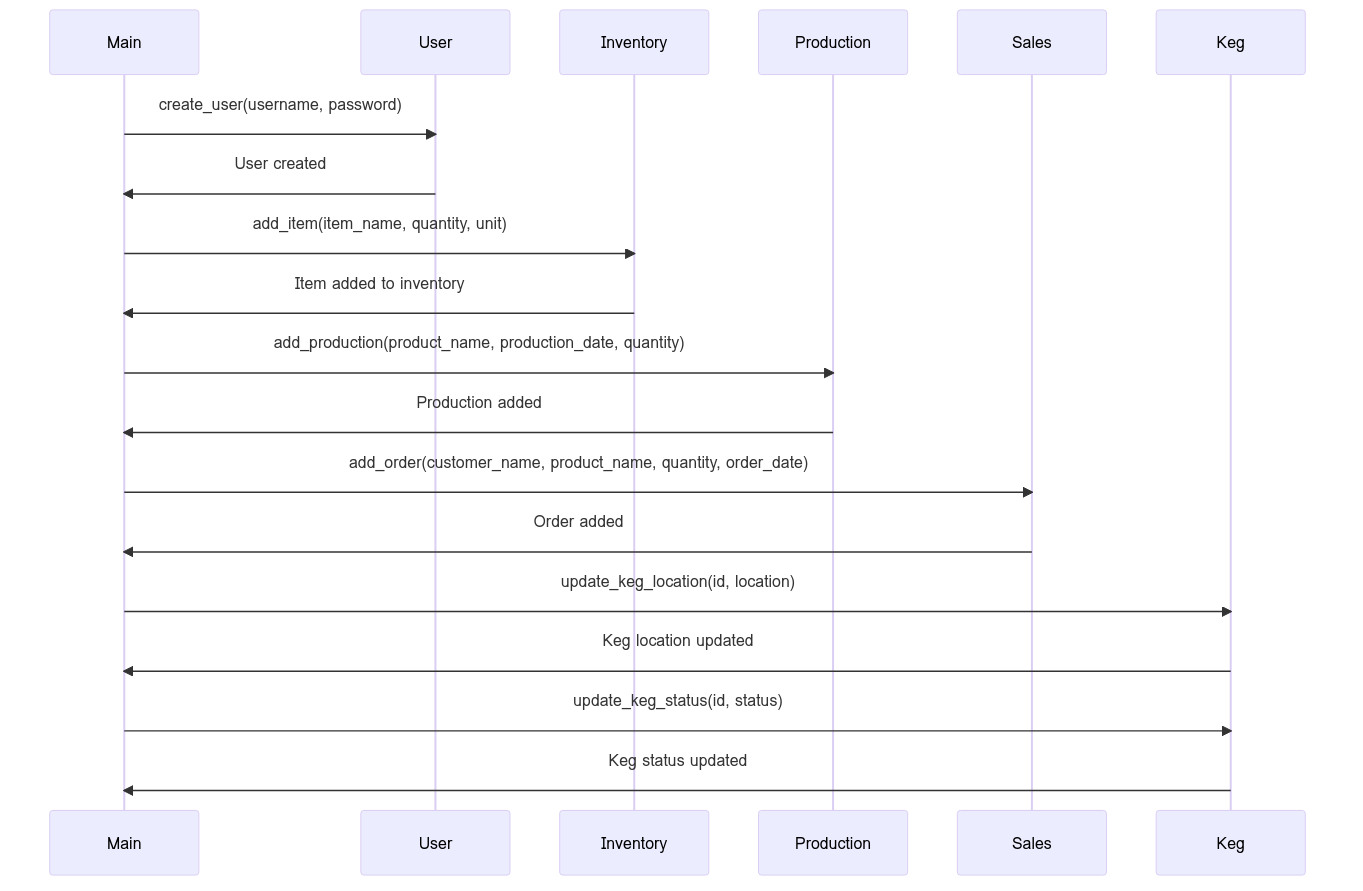 Main
User
Inventory
Production
Sales
Keg
create_user(username, password)
User created
add_item(item_name, quantity, unit)
Item added to inventory
add_production(product_name, production_date, quantity)
Production added
add_order(customer_name, product_name, quantity, order_date)
Order added
update_keg_location(id, location)
Keg location updated
update_keg_status(id, status)
Keg status updated
Main
User
Inventory
Production
Sales
Keg